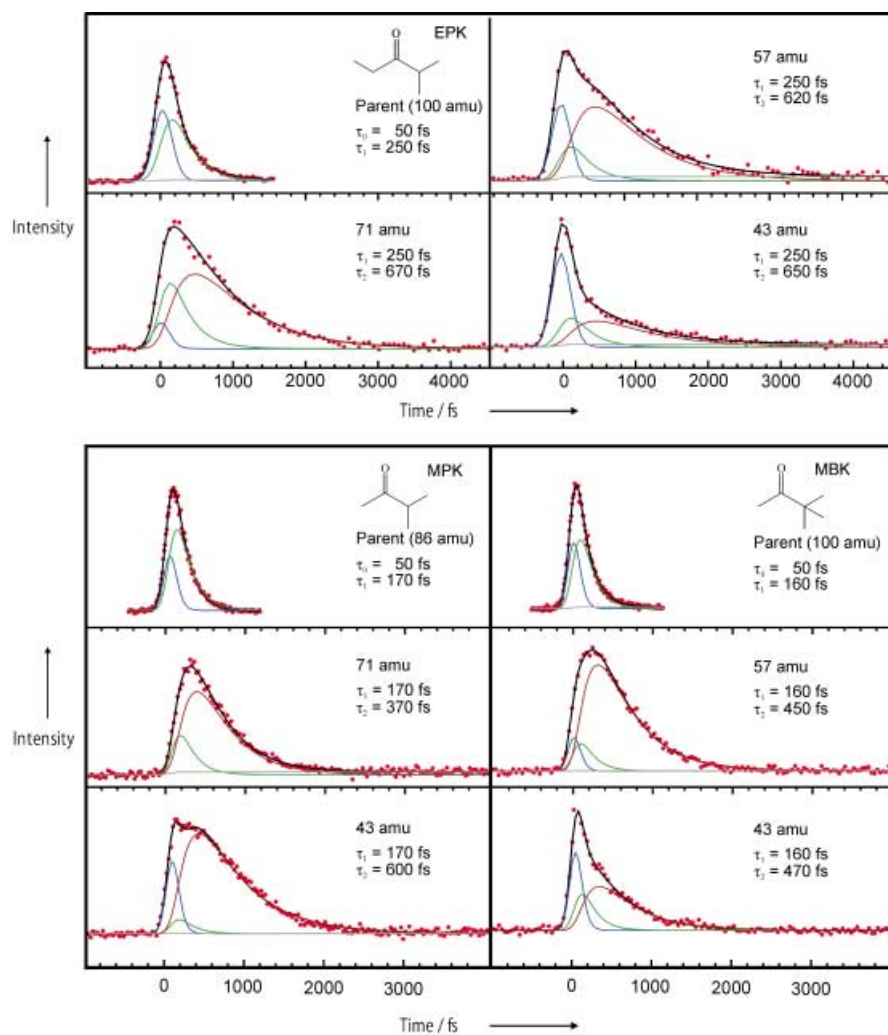 O
EPK
Parent (100 amu)
τ₀ = 50 fs
τ₁ = 250 fs
57 amu
τ₁ = 250 fs
τ₂ = 620 fs
Intensity
71 amu
τ₁ = 250 fs
τ₂ = 670 fs
43 amu
τ₁ = 250 fs
τ₂ = 650 fs
0 1000 2000 3000 4000 0 1000 2000 3000 4000
Time / fs
O
MPK
Parent (86 amu)
τ₀ = 50 fs
τ₁ = 170 fs
O
MBK
Parent (100 amu)
= 50 fs
τ₁ = 160 fs
Intensity
71 amu
τ₁ = 170 fs
τ₂ = 370 fs
57 amu
τ₁ = 160 fs
τ₂ = 450 fs
43 amu
τ₁ = 170 fs
τ₂ = 600 fs
43 amu
τ₁ = 160 fs
τ₂ = 470 fs
0 1000 2000 3000 0 1000 2000 3000
Time / fs